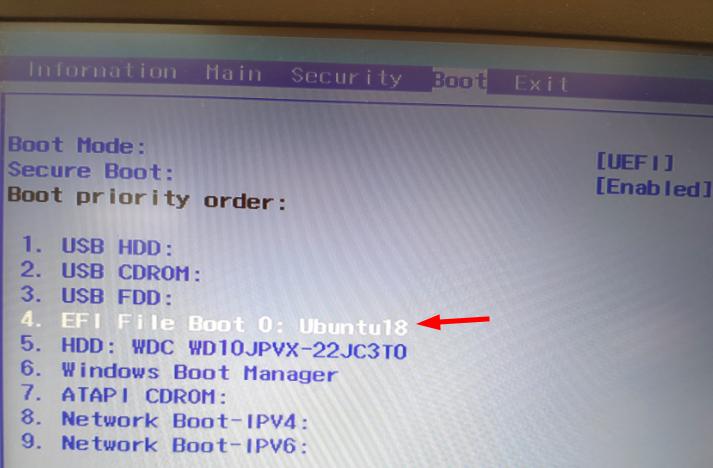 Information Main Security Boot Exit
Boot Mode: [UEFI]
Secure Boot: [Enabled]
Boot priority order:
1. USB HDD:
2. USB CDROM:
3. USB FDD:
4. EFI File Boot 0: Ubuntu18
5. HDD: WDC WD10JPVX-22JC3T0
6. Windows Boot Manager
7. ATAPI CDROM:
8. Network Boot-IPV4:
9. Network Boot-IPV6: